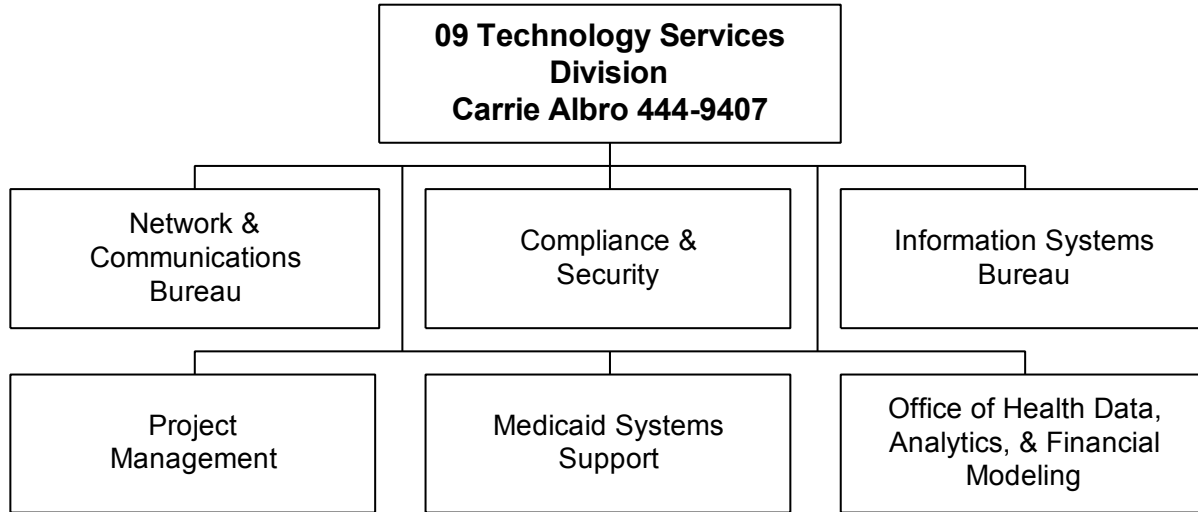 09 Technology Services
Division
Carrie Albro 444-9407
Network &
Communications
Bureau
Compliance &
Security
Information Systems
Bureau
Project
Management
Medicaid Systems
Support
Office of Health Data,
Analytics, & Financial
Modeling